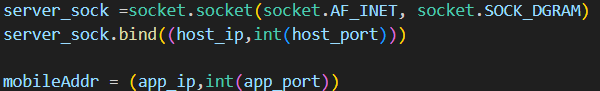 server_sock =socket.socket(socket.AF_INET, socket.SOCK_DGRAM)
server_sock.bind((host_ip,int(host_port)))
mobileAddr = (app_ip,int(app_port))